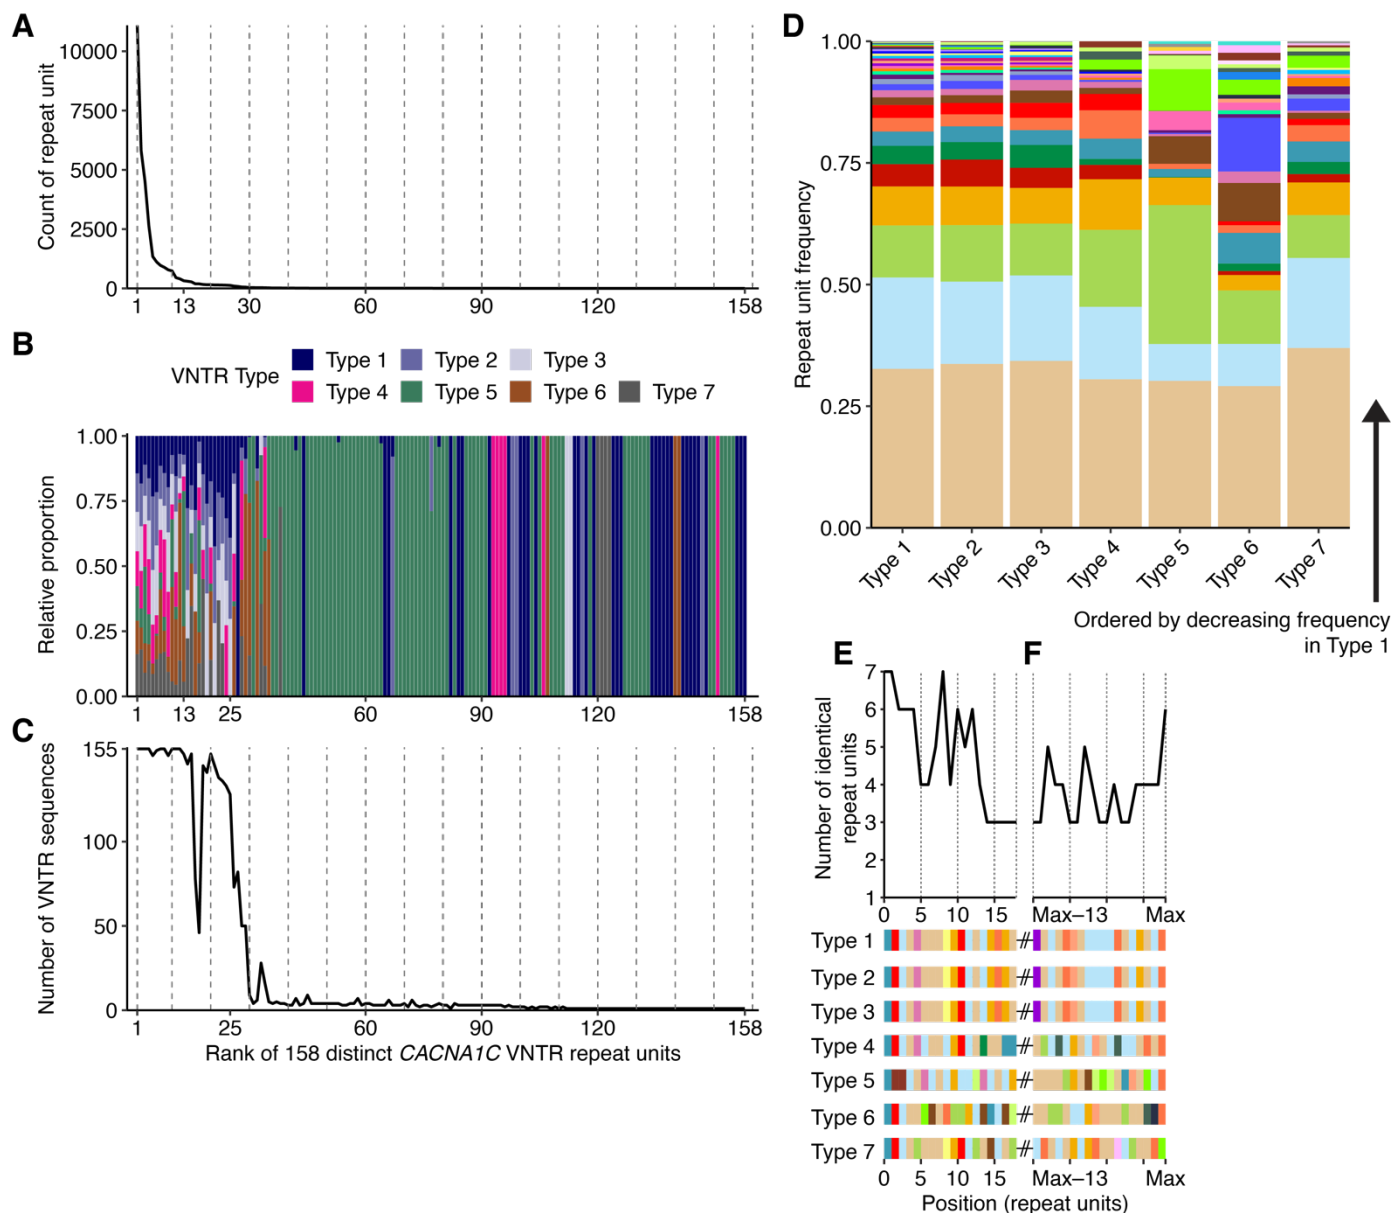 A
Count of repeat unit
10000
7500
5000
2500
0
1 13 30 60 90 120 158
B
VNTR Type
Type 1 Type 2 Type 3
Type 4 Type 5 Type 6 Type 7
Relative proportion
1.00
0.75
0.50
0.25
0.00
1 13 25 60 90 120 158
C
Number of VNTR sequences
155
100
50
0
1 25 60 90 120 158
Rank of 158 distinct CACNA1C VNTR repeat units
D
Repeat unit frequency
1.00
0.75
0.50
0.25
0.00
Type 1 Type 2 Type 3 Type 4 Type 5 Type 6 Type 7
Ordered by decreasing frequency
in Type 1
E F
Number of identical
repeat units
7
6
5
4
3
2
1
0 5 10 15 Max–13 Max
Type 1 //
Type 2 //
Type 3 //
Type 4 //
Type 5 //
Type 6 //
Type 7 //
0 5 10 15 Max–13 Max
Position (repeat units)